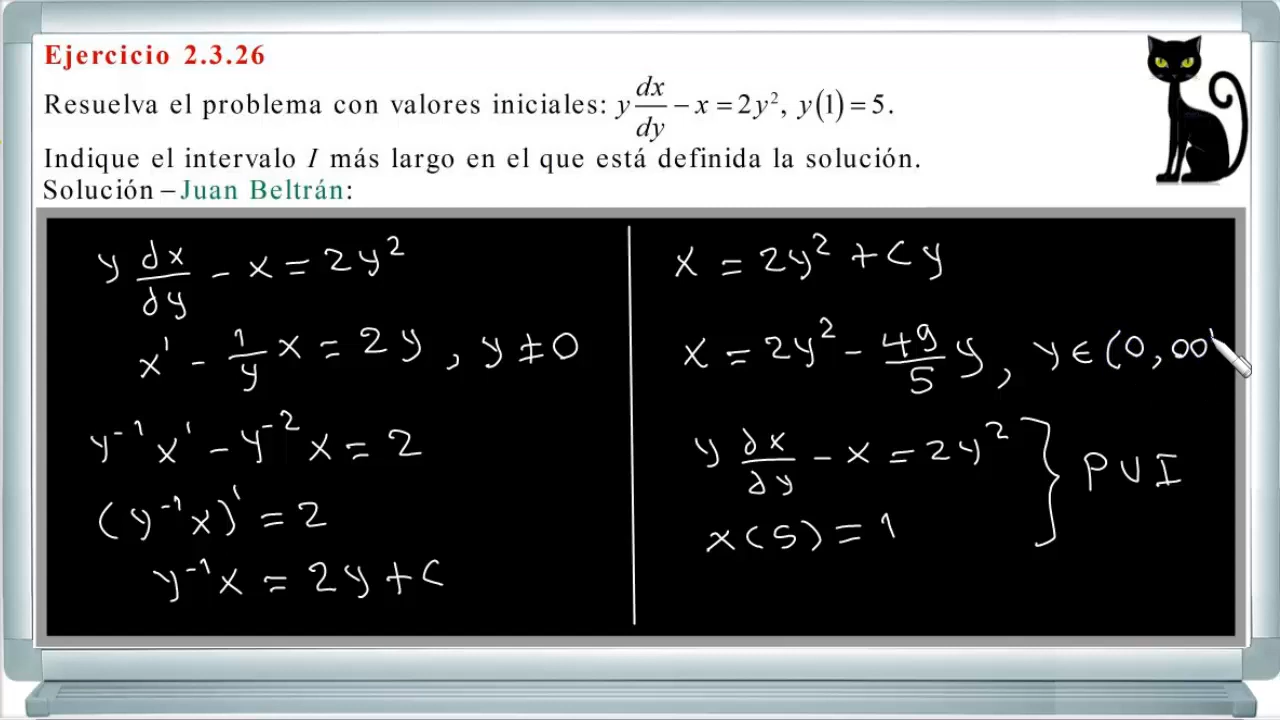 Ejercicio 2.3.26
Resuelva el problema con valores iniciales: y dx/dy − x = 2y², y(1) = 5.
Indique el intervalo I más largo en el que está definida la solución.
Solución – Juan Beltrán:
y dx/dy − x = 2y²
x' − 1/y x = 2y , y ≠ 0
y⁻¹ x' − y⁻² x = 2
(y⁻¹x)' = 2
y⁻¹x = 2y + C
x = 2y² + Cy
x = 2y² − 49/5 y , y ∈ (0, ∞)
y dx/dy − x = 2y²
x(5) = 1
} PVI